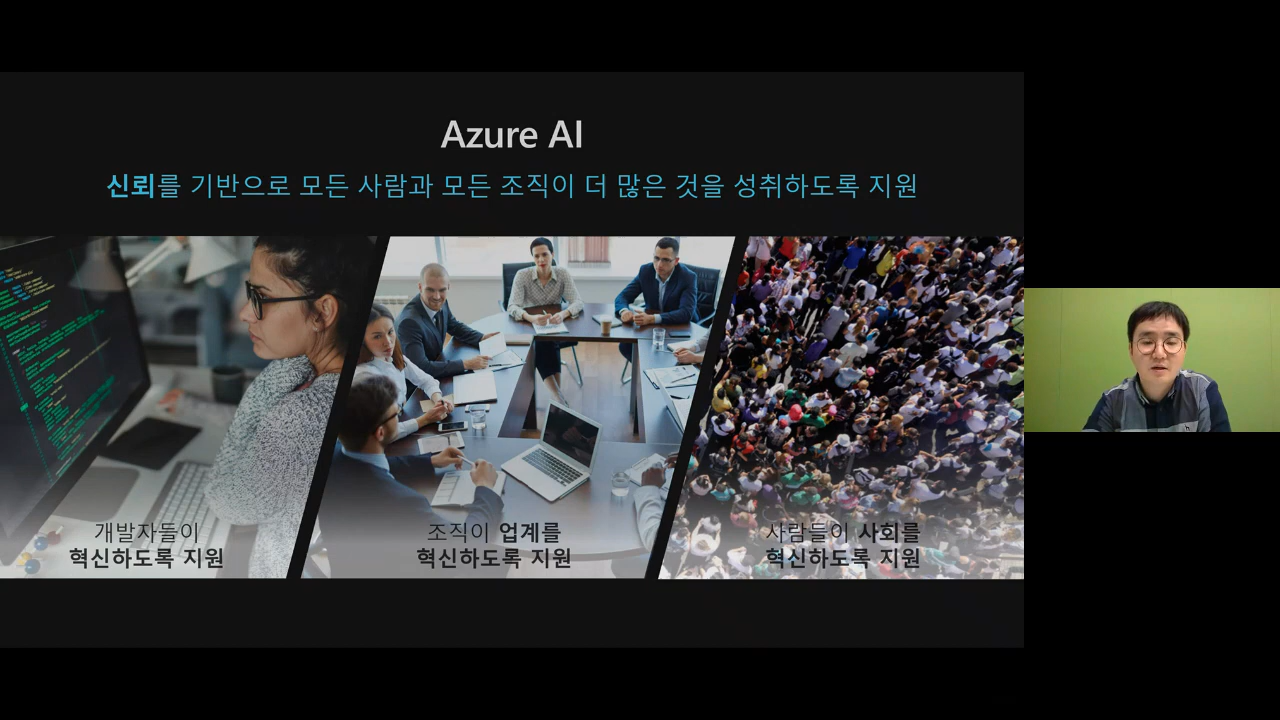 Azure AI
신뢰를 기반으로 모든 사람과 모든 조직이 더 많은 것을 성취하도록 지원
개발자들이
혁신하도록 지원
조직이 업계를
혁신하도록 지원
사람들이 사회를
혁신하도록 지원